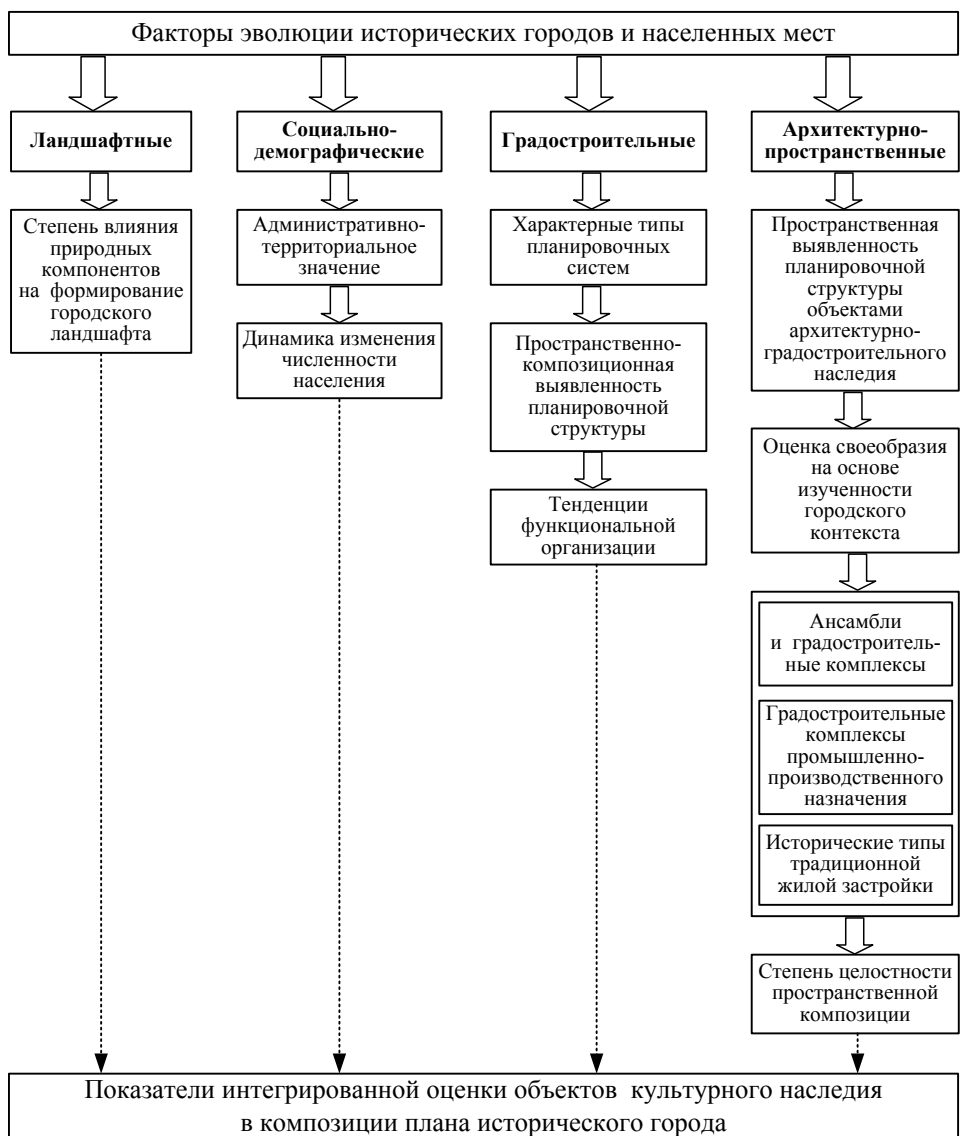 Факторы эволюции исторических городов и населенных мест
Ландшафтные
Степень влияния
природных
компонентов
на формирование
городского
ландшафта
Социально-
демографические
Административно-
территориальное
значение
Динамика изменения
численности
населения
Градостроительные
Характерные типы
планировочных
систем
Пространственно-
композиционная
выявленность
планировочной
структуры
Тенденции
функциональной
организации
Архитектурно-
пространственные
Пространственная
выявленность
планировочной
структуры
объектами
архитектурно-
градостроительного
наследия
Оценка своеобразия
на основе
изученности
городского
контекста
Ансамбли
и градостроитель-
ные комплексы
Градостроительные
комплексы
промышленно-
производственного
назначения
Исторические типы
традиционной
жилой застройки
Степень целостности
пространственной
композиции
Показатели интегрированной оценки объектов культурного наследия
в композиции плана исторического города